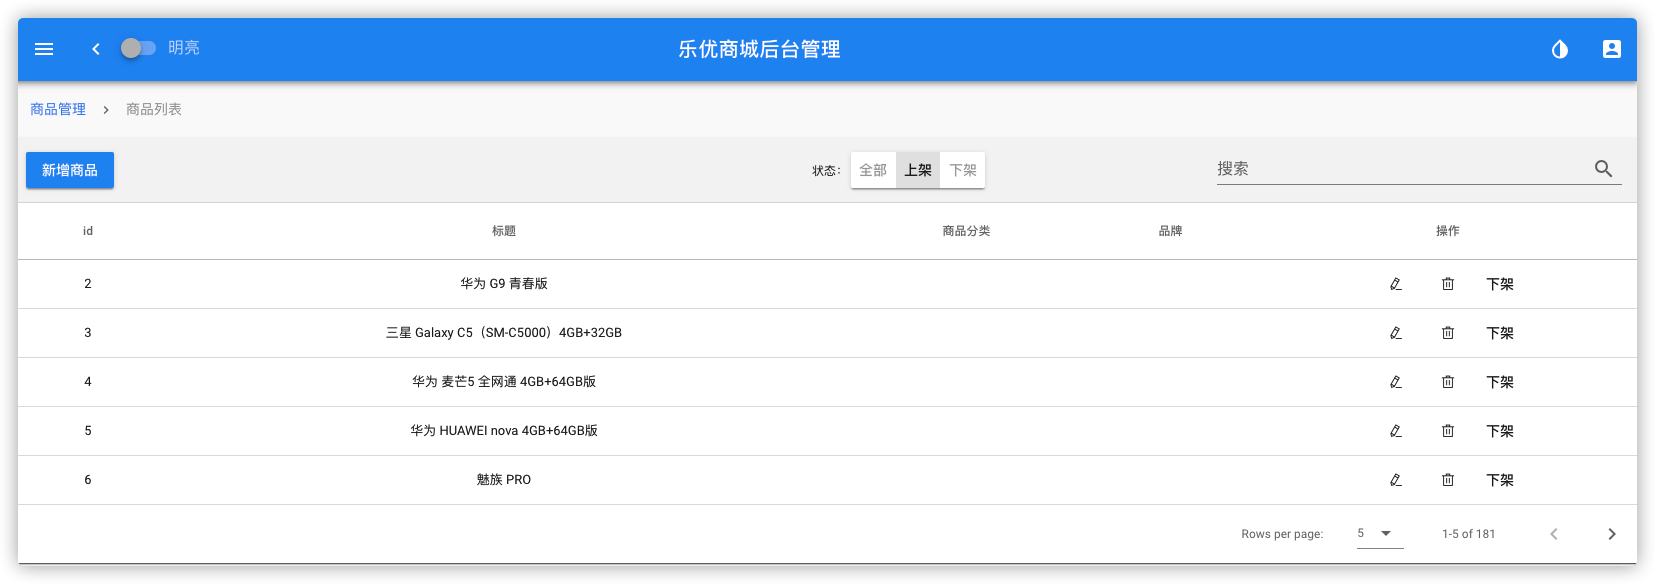 明亮 乐优商城后台管理
商品管理 商品列表
新增商品 状态: 全部 上架 下架 搜索
id 标题 商品分类 品牌 操作
2 华为 G9 青春版 下架
3 三星 Galaxy C5（SM-C5000）4GB+32GB 下架
4 华为 麦芒5 全网通 4GB+64GB版 下架
5 华为 HUAWEI nova 4GB+64GB版 下架
6 魅族 PRO 下架
Rows per page: 5 1-5 of 181